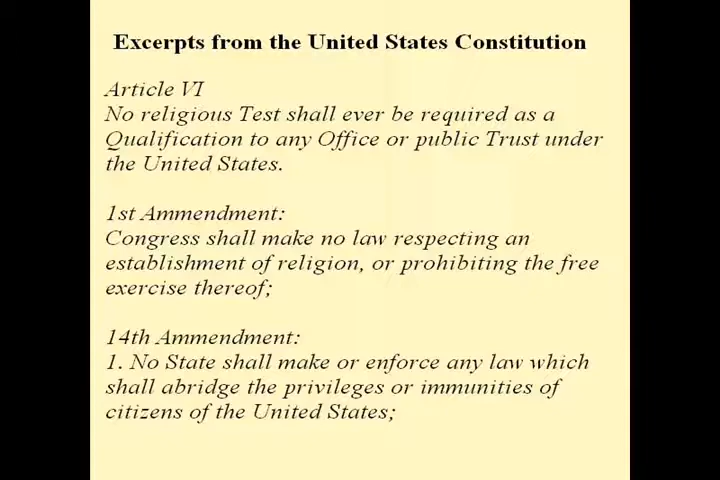 Excerpts from the United States Constitution
Article VI
No religious Test shall ever be required as a
Qualification to any Office or public Trust under
the United States.
1st Ammendment:
Congress shall make no law respecting an
establishment of religion, or prohibiting the free
exercise thereof;
14th Ammendment:
1. No State shall make or enforce any law which
shall abridge the privileges or immunities of
citizens of the United States;